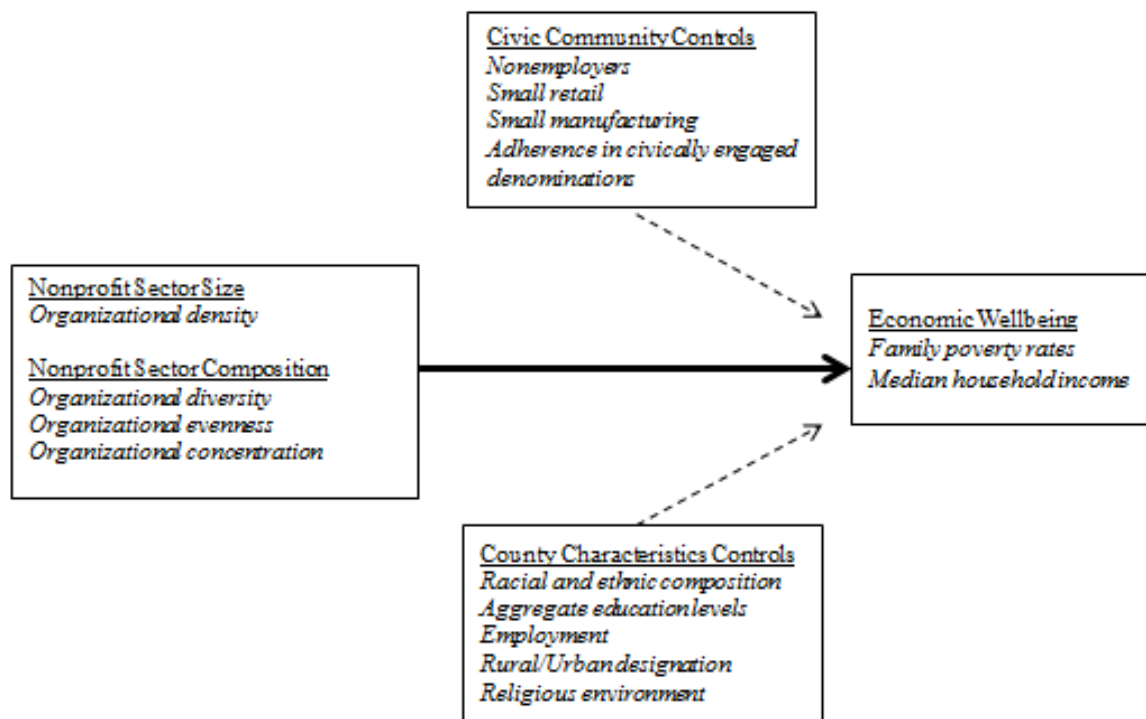 Civic Community Controls
Nonemployers
Small retail
Small manufacturing
Adherence in civically engaged
denominations
Nonprofit Sector Size
Organizational density
Nonprofit Sector Composition
Organizational diversity
Organizational evenness
Organizational concentration
Economic Wellbeing
Family poverty rates
Median household income
County Characteristics Controls
Racial and ethnic composition
Aggregate education levels
Employment
Rural/Urban designation
Religious environment